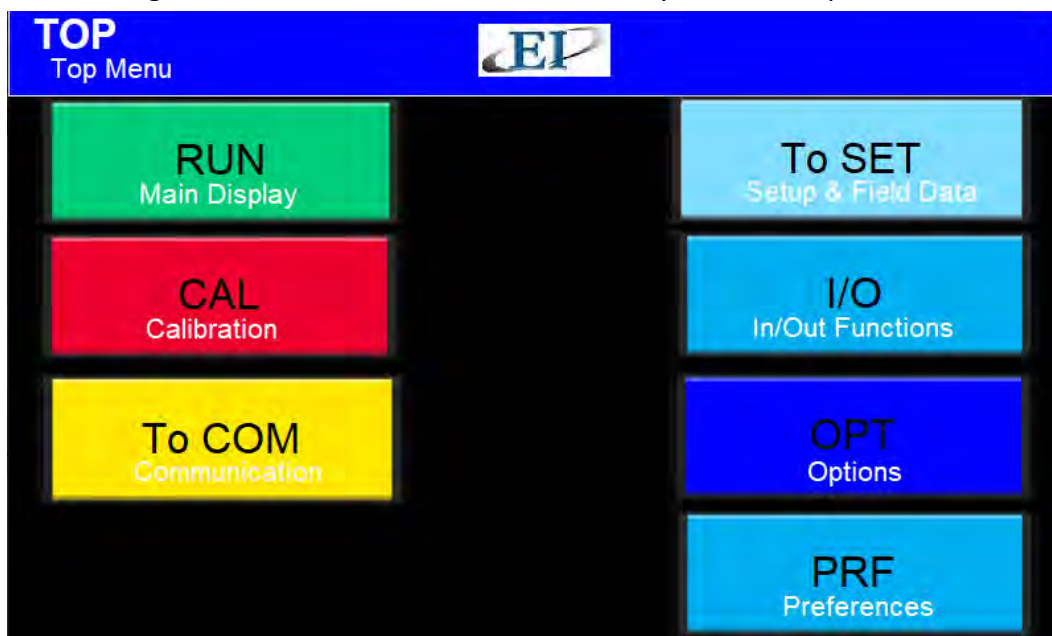 TOP
Top Menu
EI
RUN
Main Display
To SET
Setup & Field Data
CAL
Calibration
I/O
In/Out Functions
To COM
Communication
OPT
Options
PRF
Preferences